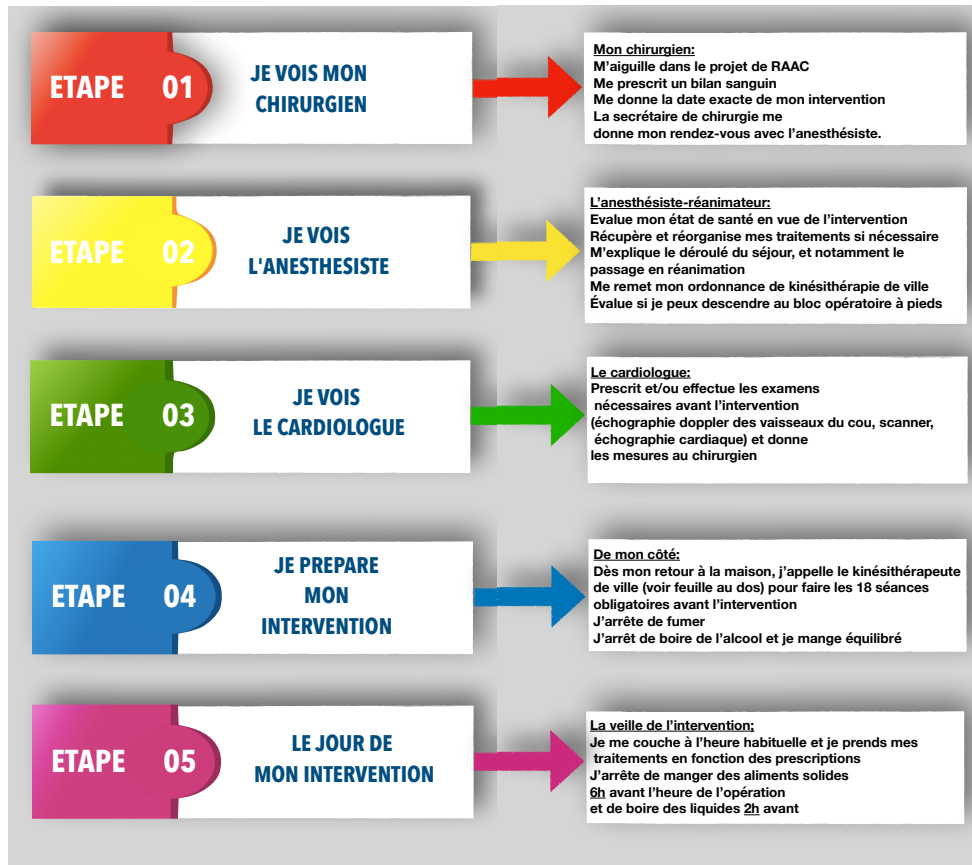 ETAPE 01
JE VOIS MON
CHIRURGIEN
Mon chirurgien:
M'aiguille dans le projet de RAAC
Me prescrit un bilan sanguin
Me donne la date exacte de mon intervention
La secrétaire de chirurgie me
donne mon rendez-vous avec l'anesthésiste.
ETAPE 02
JE VOIS
L'ANESTHESISTE
L'anesthésiste-réanimateur:
Evalue mon état de santé en vue de l'intervention
Récupère et réorganise mes traitements si nécessaire
M'explique le déroulé du séjour, et notamment le
passage en réanimation
Me remet mon ordonnance de kinésithérapie de ville
Évalue si je peux descendre au bloc opératoire à pieds
ETAPE 03
JE VOIS
LE CARDIOLOGUE
Le cardiologue:
Prescrit et/ou effectue les examens
nécessaires avant l'intervention
(échographie doppler des vaisseaux du cou, scanner,
échographie cardiaque) et donne
les mesures au chirurgien
ETAPE 04
JE PREPARE
MON
INTERVENTION
De mon côté:
Dès mon retour à la maison, j'appelle le kinésithérapeute
de ville (voir feuille au dos) pour faire les 18 séances
obligatoires avant l'intervention
J'arrête de fumer
J'arrêt de boire de l'alcool et je mange équilibré
ETAPE 05
LE JOUR DE
MON INTERVENTION
La veille de l'intervention;
Je me couche à l'heure habituelle et je prends mes
traitements en fonction des prescriptions
J'arrête de manger des aliments solides
6h avant l'heure de l'opération
et de boire des liquides 2h avant